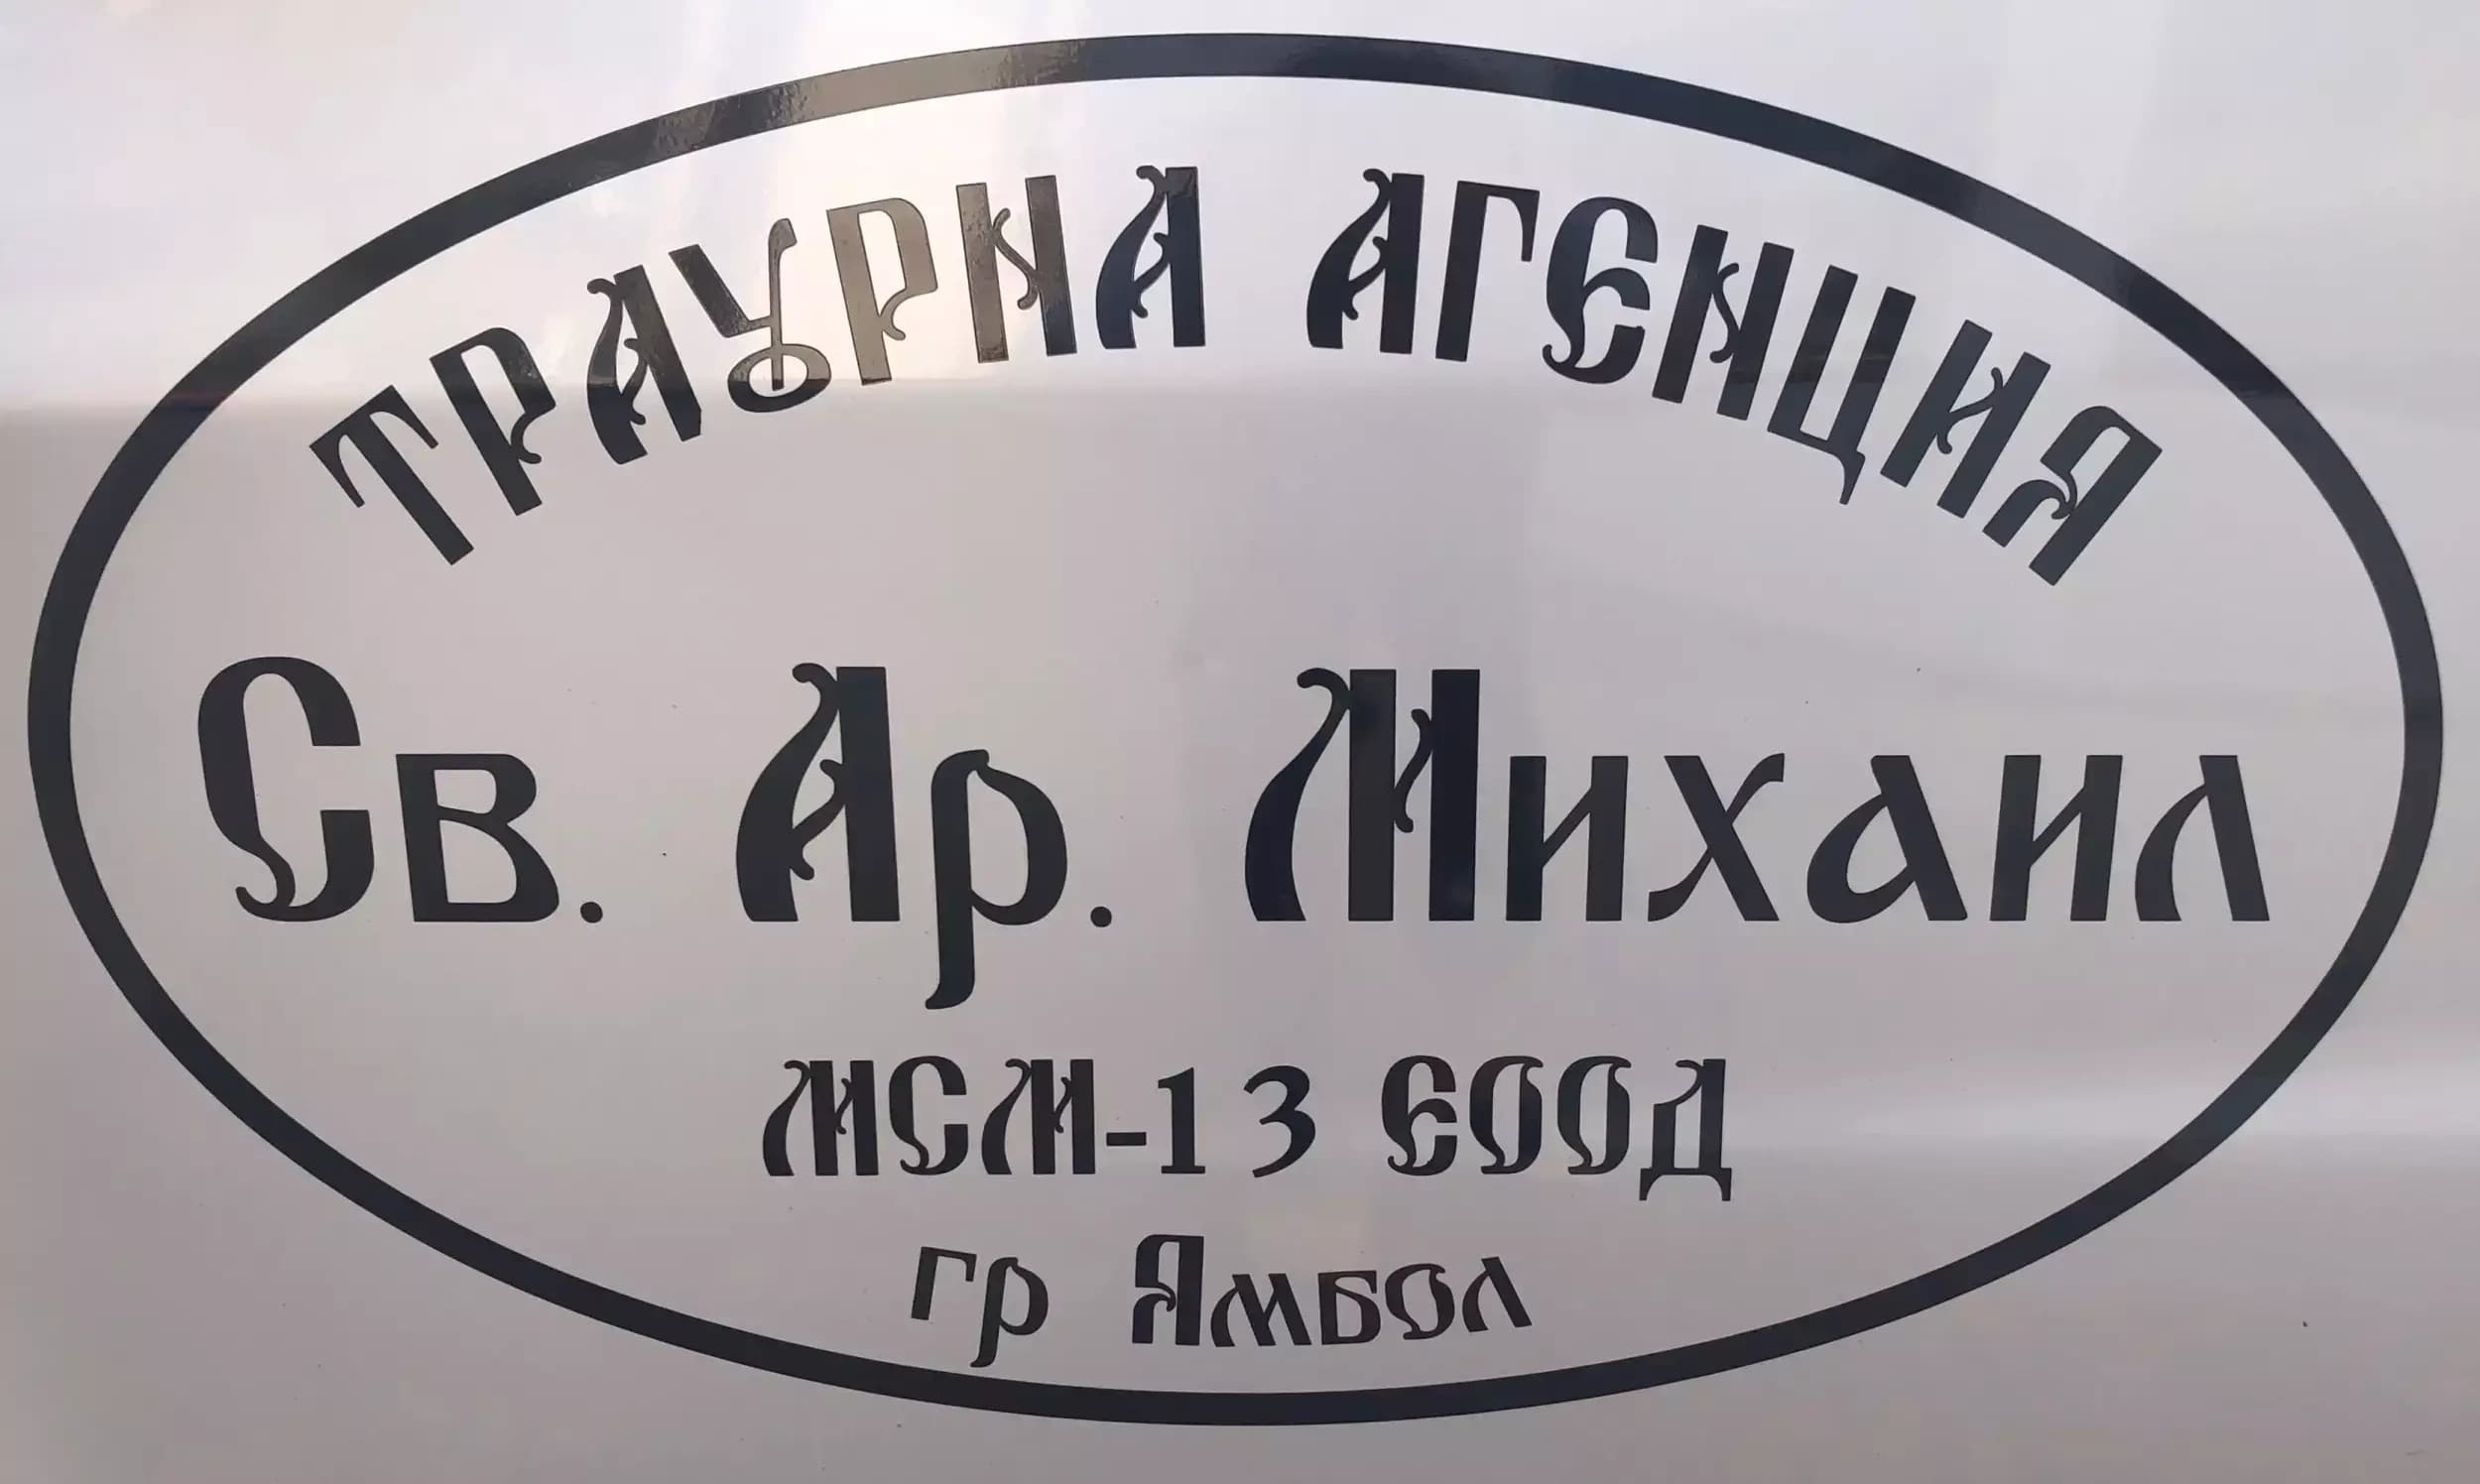 ТРАУРНА АГЕНЦИЯ
Св. Ар. Михаил
МСМ-13 ЕООД
гр Ямбол